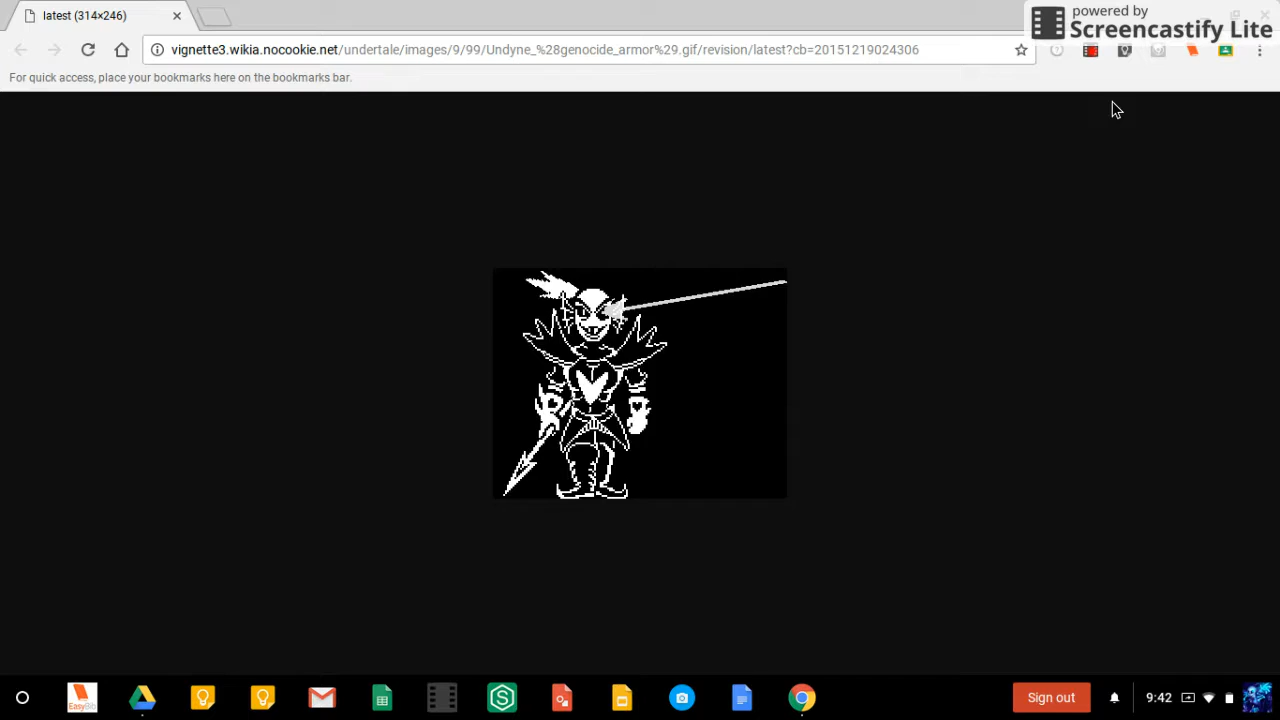 latest (314×246)
powered by
Screencastify Lite
vignette3.wikia.nocookie.net/undertale/images/9/99/Undyne_%28genocide_armor%29.gif/revision/latest?cb=20151219024306
For quick access, place your bookmarks here on the bookmarks bar.
EasyBib
S
Sign out
9:42